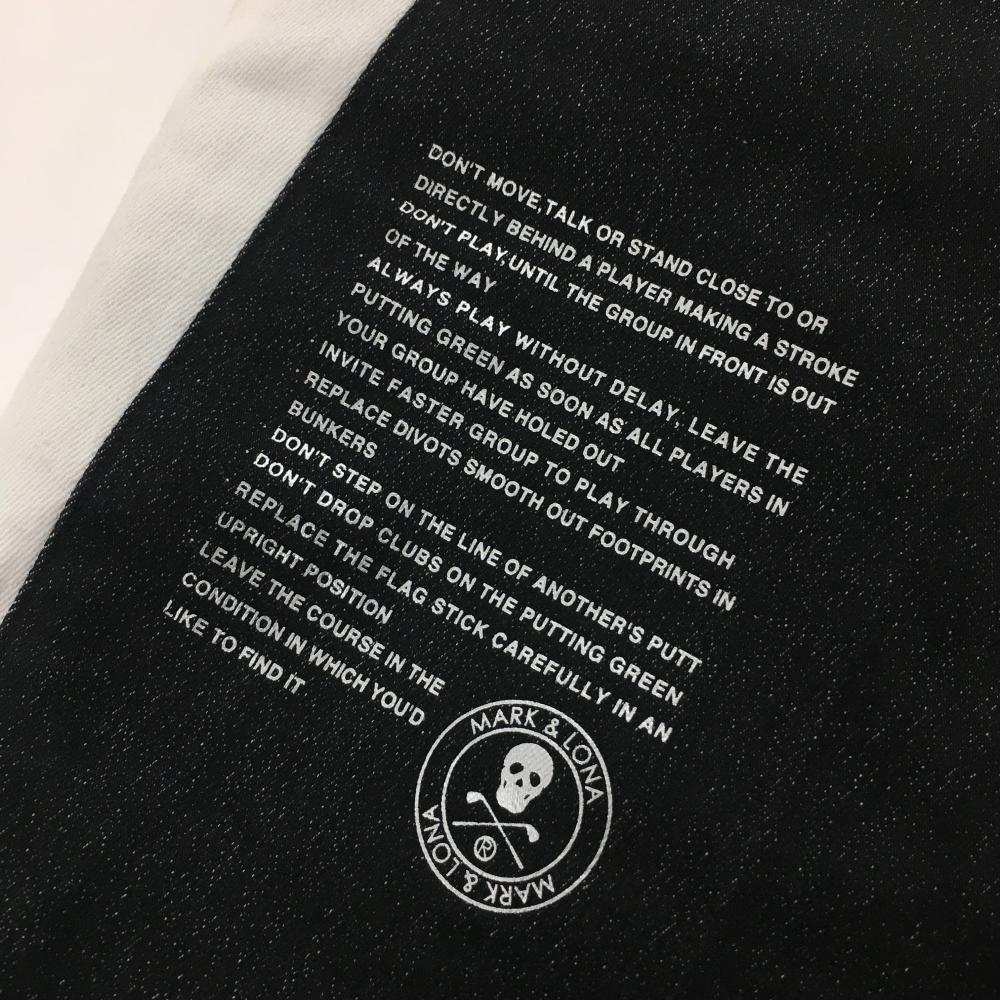 DON'T MOVE,TALK OR STAND CLOSE TO OR
DIRECTLY BEHIND A PLAYER MAKING A STROKE
DON'T PLAY.UNTIL THE GROUP IN FRONT IS OUT
OF THE WAY
ALWAYS PLAY WITHOUT DELAY, LEAVE THE
PUTTING GREEN AS SOON AS ALL PLAYERS IN
YOUR GROUP HAVE HOLED OUT
INVITE FASTER GROUP TO PLAY THROUGH
REPLACE DIVOTS SMOOTH OUT FOOTPRINTS IN
BUNKERS
DON'T STEP ON THE LINE OF ANOTHER'S PUTT
DON'T DROP CLUBS ON THE PUTTING GREEN
REPLACE THE FLAG STICK CAREFULLY IN AN
UPRIGHT POSITION
LEAVE THE COURSE IN THE
CONDITION IN WHICH YOU'D
LIKE TO FIND IT
MARK & LONA
R
MARK & LONA